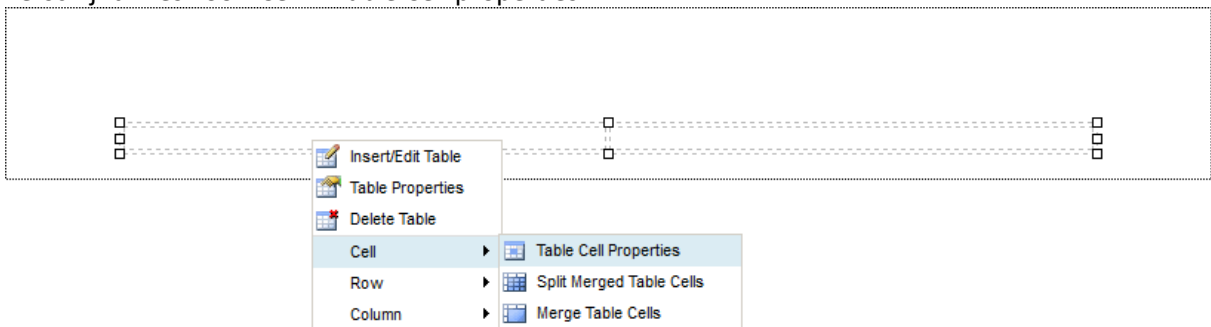 Insert/Edit Table
Table Properties
Delete Table
Cell
Table Cell Properties
Row
Split Merged Table Cells
Column
Merge Table Cells